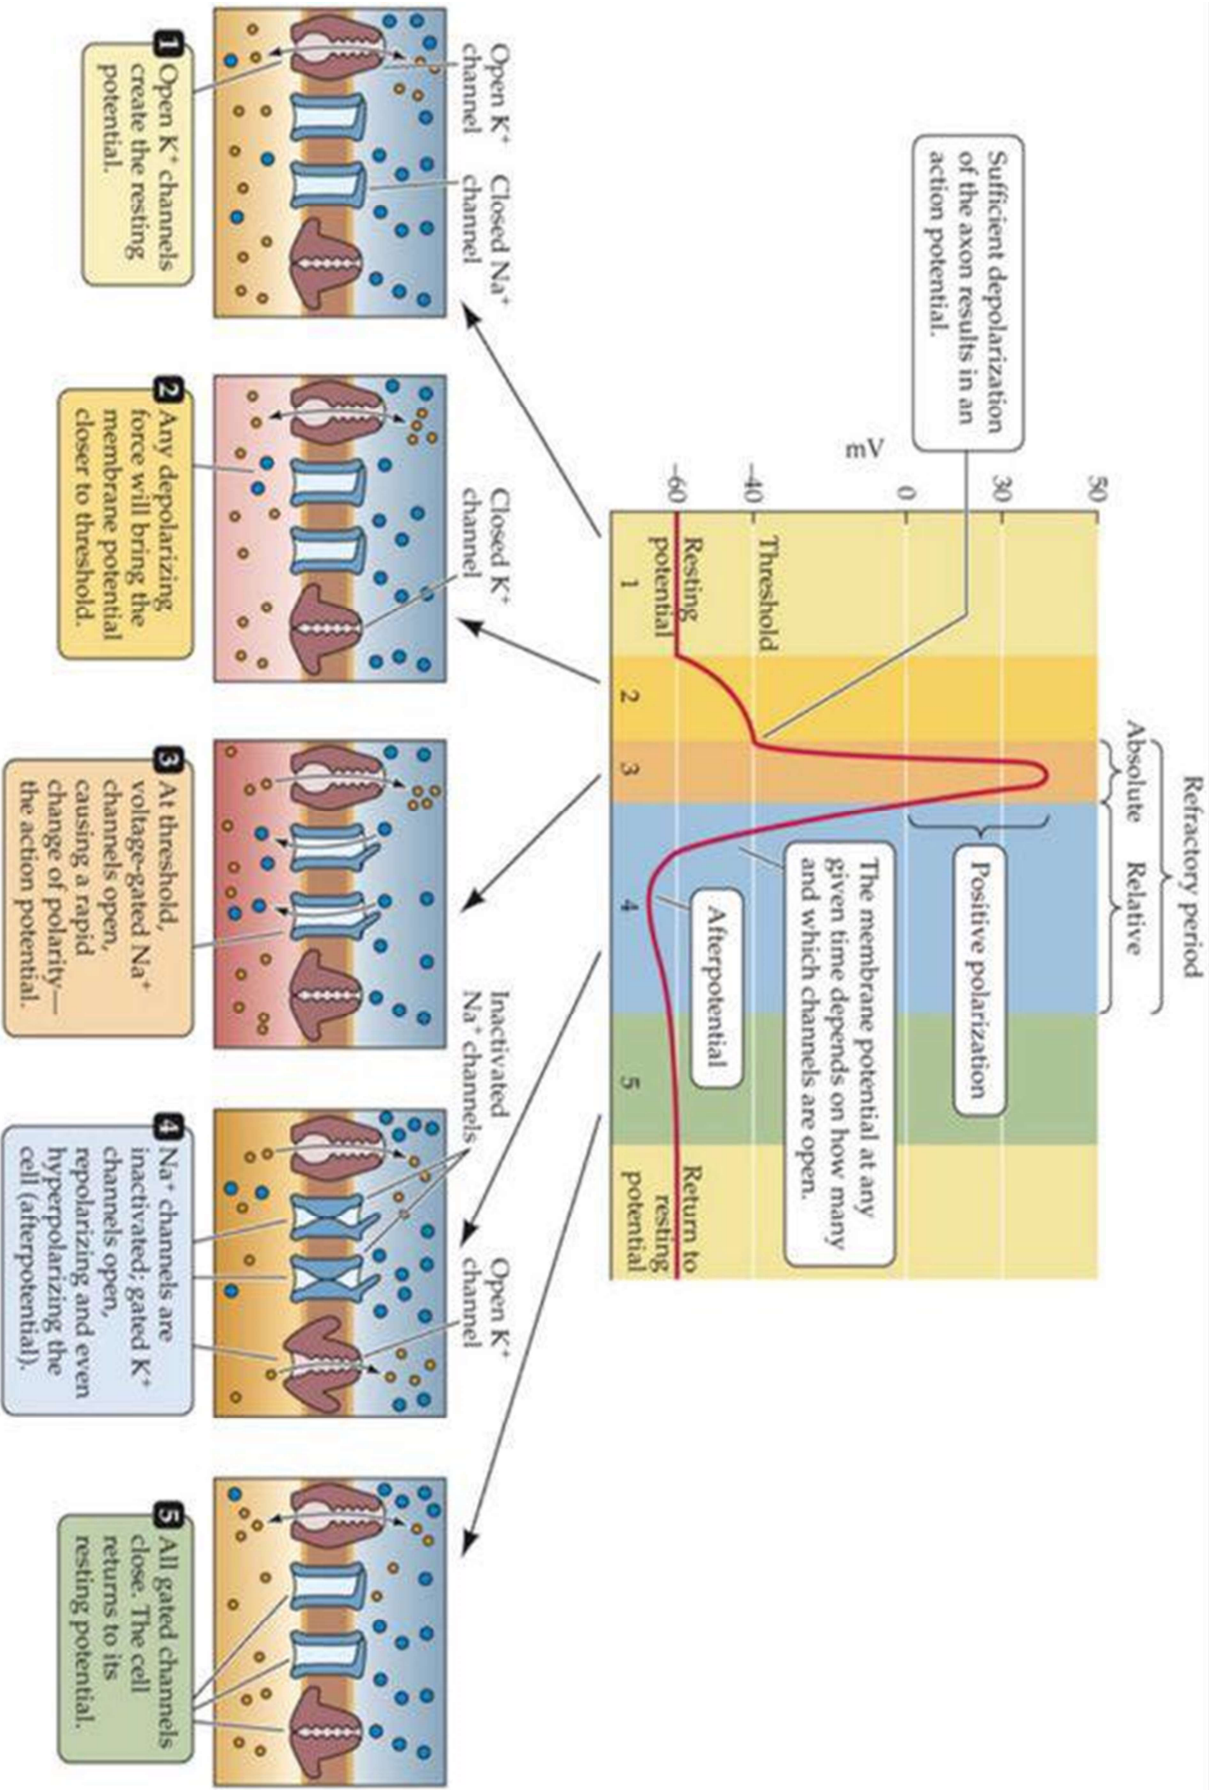 Refractory period
Absolute
Relative
Sufficient depolarization
of the axon results in an
action potential.
mV
50
30
0
–40
–60
Threshold
Resting
potential
Positive polarization
The membrane potential at any
given time depends on how many
and which channels are open.
Afterpotential
Return to
resting
potential
1
2
3
4
5
Open K⁺
channel
Closed Na⁺
channel
Closed K⁺
channel
Inactivated
Na⁺ channels
Open K⁺
channel
1 Open K⁺ channels
create the resting
potential.
2 Any depolarizing
force will bring the
membrane potential
closer to threshold.
3 At threshold,
voltage-gated Na⁺
channels open,
causing a rapid
change of polarity—
the action potential.
4 Na⁺ channels are
inactivated; gated K⁺
channels open,
repolarizing and even
hyperpolarizing the
cell (afterpotential).
5 All gated channels
close. The cell
returns to its
resting potential.